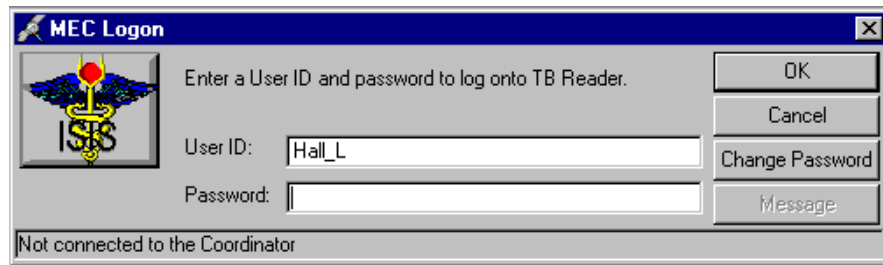 MEC Logon
Enter a User ID and password to log onto TB Reader.
ISIS
User ID: Hall_L
Password:
OK
Cancel
Change Password
Message
Not connected to the Coordinator